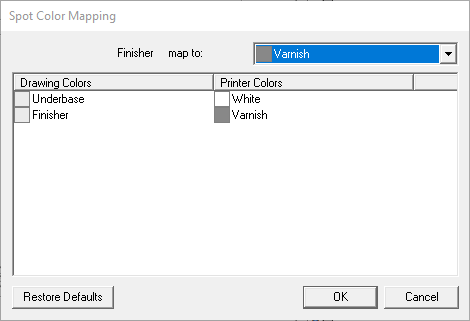 Spot Color Mapping
Finisher map to: Varnish
Drawing Colors Printer Colors
Underbase White
Finisher Varnish
Restore Defaults OK Cancel